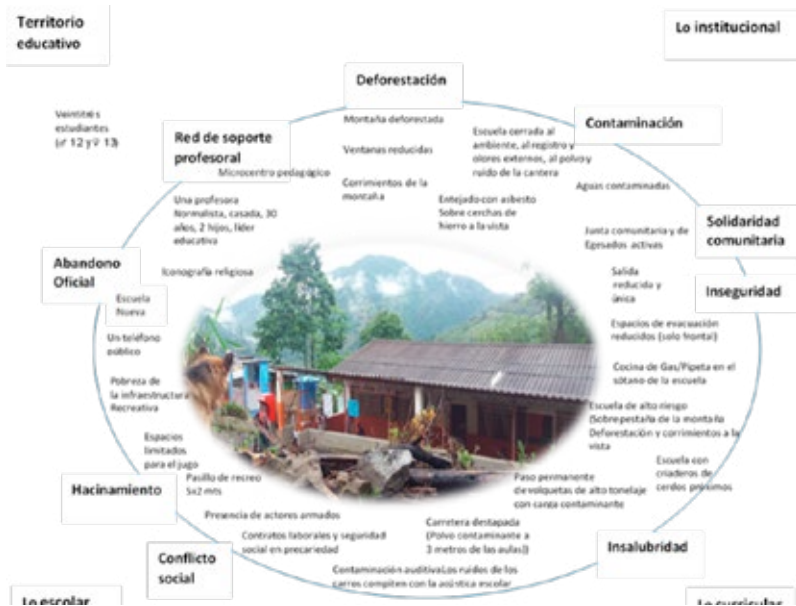 Territorio
educativo
Lo institucional
Deforestación
Veintitrés
estudiantes
(♂ 12 y ♀ 13)
Red de soporte
profesoral
Microcentro pedagógico
Montaña deforestada
Ventanas reducidas
Corrimientos de la
montaña
Escuela cerrada al
ambiente, al registro y
olores externos, al polvo y
ruido de la cantera
Contaminación
Aguas contaminadas
Entejado con asbesto
Sobre cerchas de
hierro a la vista
Una profesora
Normalista, casada, 30
años, 2 hijos, líder
educativa
Solidaridad
comunitaria
Junta comunitaria y de
Egesados activas
Abandono
Oficial
Iconografía religiosa
Salida
reducida y
única
Inseguridad
Escuela
Nueva
Un teléfono
público
Espacios de evacuación
reducidos (solo frontal)
Cocina de Gas/Pipeta en el
sótano de la escuela
Pobreza de
la infraestructura
Recreativa
Escuela de alto riesgo
(Sobre pestaña de la montaña
Deforestación y corrimientos a la
vista
Espacios
limitados
para el jugo
Escuela con
criaderos de
cerdos próximos
Hacinamiento
Pasillo de recreo
5x2 mts
Paso permanente
de volquetas de alto tonelaje
con carga contaminante
Presencia de actores armados
Contratos laborales y seguridad
social en precariedad
Carretera destapada
(Polvo contaminante a
3 metros de las aulas))
Insalubridad
Conflicto
social
Contaminación auditiva Los ruidos de los
carros compiten con la acústica escolar
Lo escolar
Lo curricular